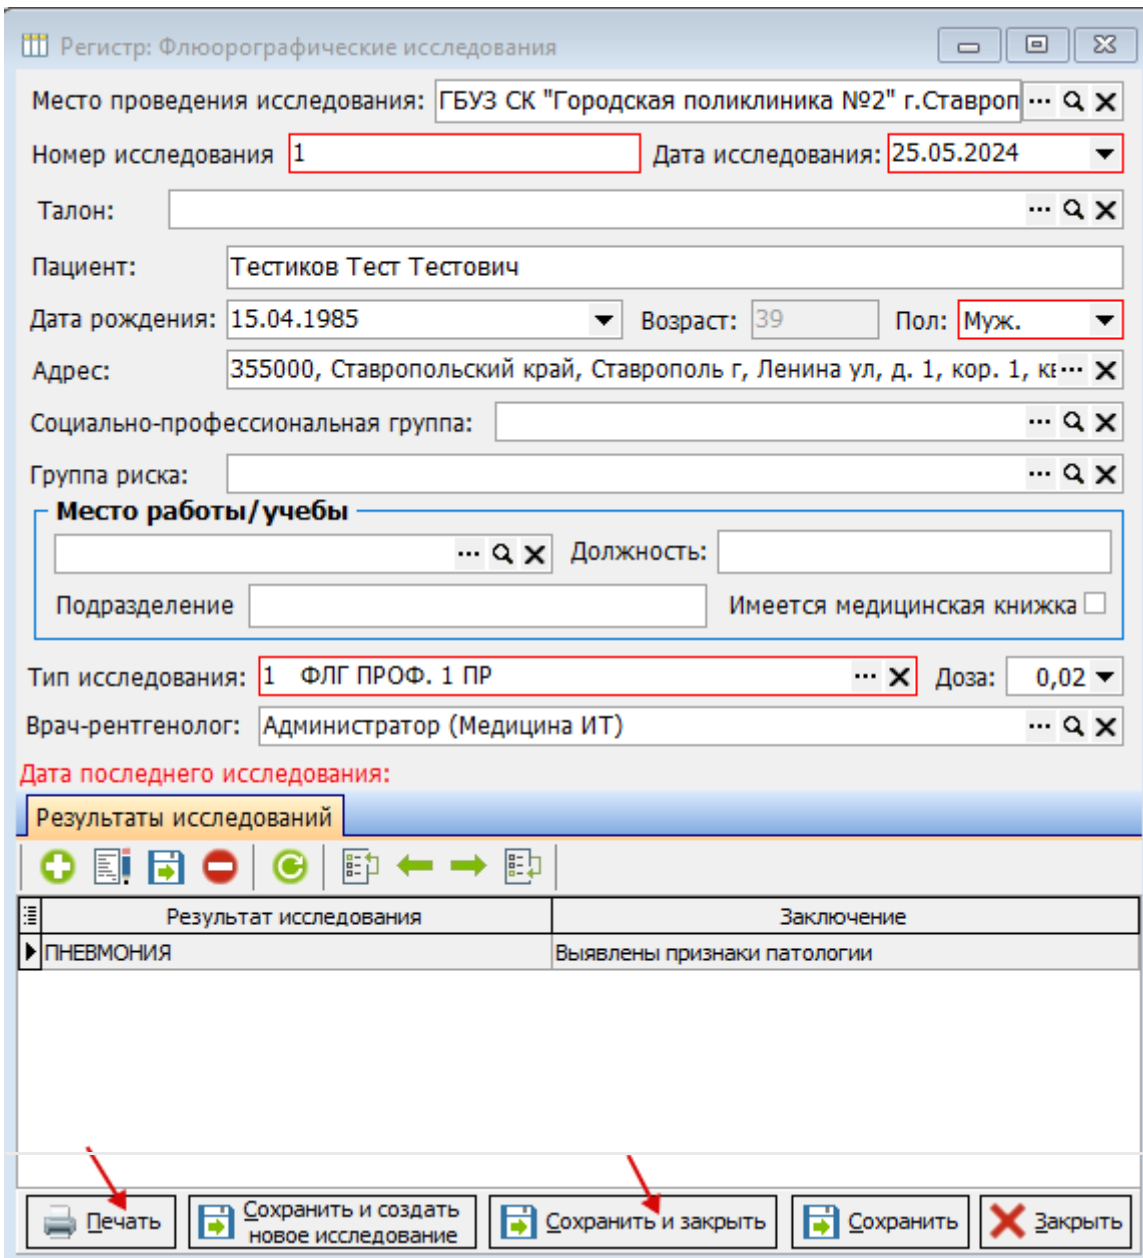 Регистр: Флюорографические исследования
Место проведения исследования: ГБУЗ СК "Городская поликлиника №2" г.Ставроп
Номер исследования 1 Дата исследования: 25.05.2024
Талон:
Пациент: Тестиков Тест Тестович
Дата рождения: 15.04.1985 Возраст: 39 Пол: Муж.
Адрес: 355000, Ставропольский край, Ставрополь г, Ленина ул, д. 1, кор. 1, кв
Социально-профессиональная группа:
Группа риска:
Место работы/учебы
Должность:
Подразделение Имеется медицинская книжка
Тип исследования: 1 ФЛГ ПРОФ. 1 ПР Доза: 0,02
Врач-рентгенолог: Администратор (Медицина ИТ)
Дата последнего исследования:
Результаты исследований
Результат исследования Заключение
ПНЕВМОНИЯ Выявлены признаки патологии
Печать Сохранить и создать новое исследование Сохранить и закрыть Сохранить Закрыть